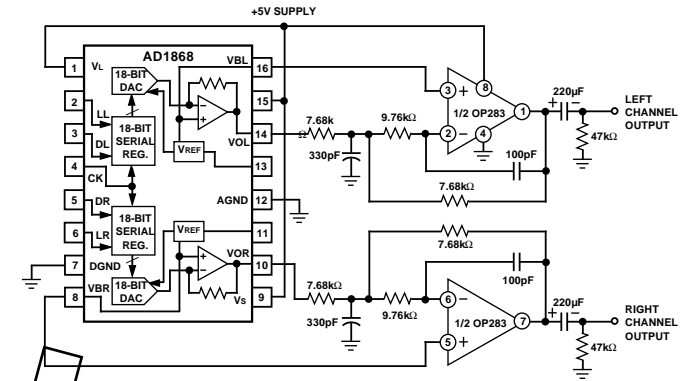 +5V SUPPLY
AD1868
1
VL
18-BIT
DAC
VBL
16
2
LL
15
3
DL
18-BIT
SERIAL
REG.
VOL
14
4
CK
VREF
13
5
DR
AGND
12
6
LR
18-BIT
SERIAL
REG.
VREF
11
7
DGND
VOR
10
8
VBR
18-BIT
DAC
VS
9
7.68k
Ω
330pF
9.76kΩ
100pF
7.68kΩ
3
+
8
1/2 OP283
1
2
−
4
220µF
+
−
47kΩ
LEFT
CHANNEL
OUTPUT
7.68kΩ
7.68kΩ
330pF
9.76kΩ
100pF
6
−
1/2 OP283
7
5
+
220µF
+
−
47kΩ
RIGHT
CHANNEL
OUTPUT